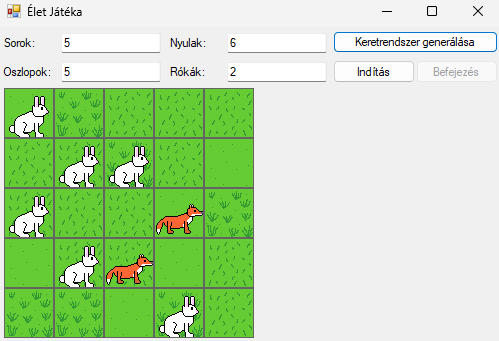 Élet Játéka
Sorok: 5 Nyulak: 6 Keretrendszer generálása
Oszlopok: 5 Rókák: 2 Indítás Befejezés